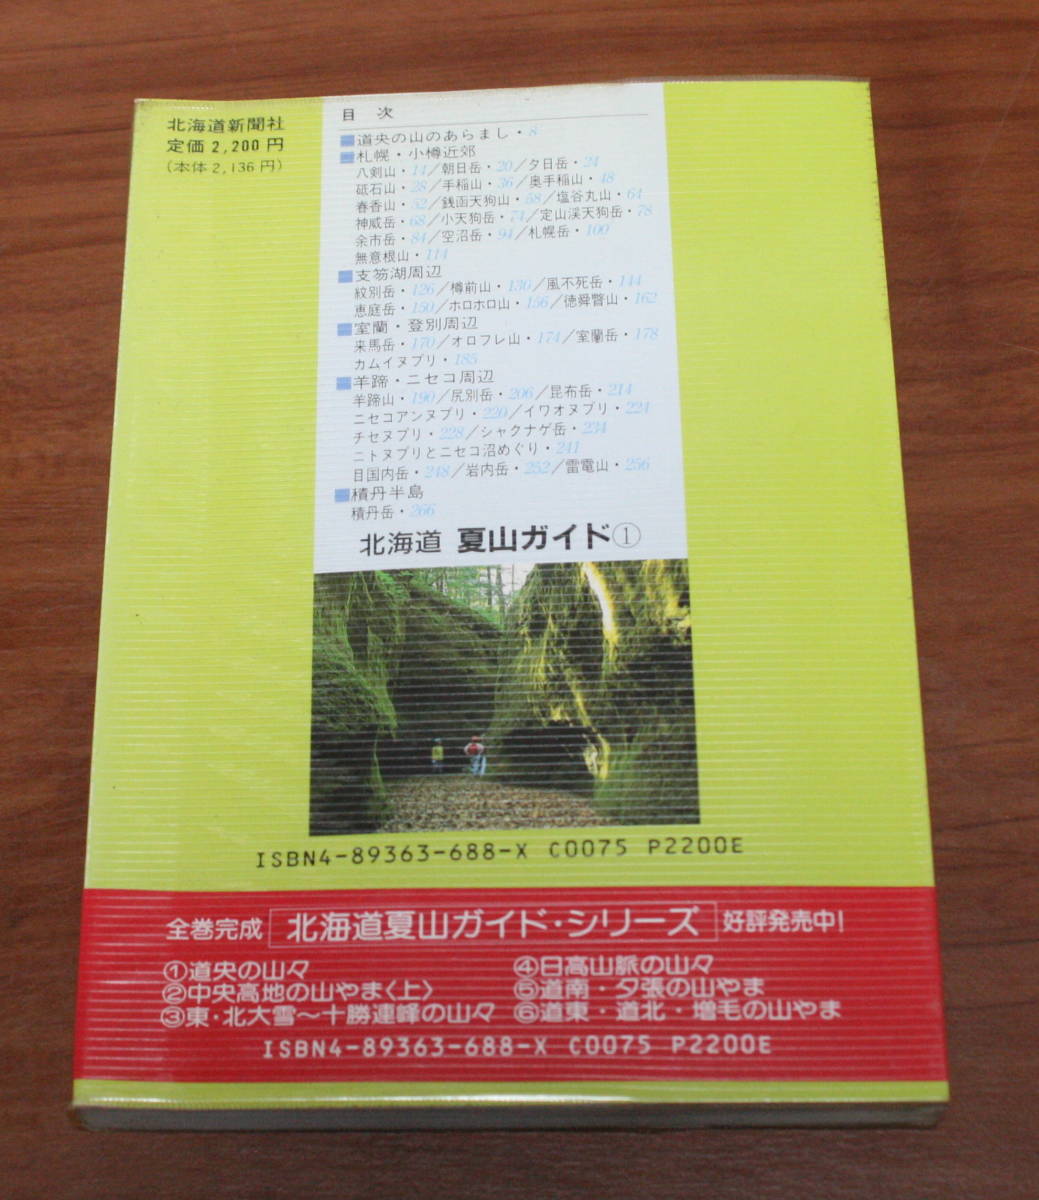 北海道新聞社
定価2,200円
(本体2,136円)
目 次
■道央の山のあらまし・8
■札幌・小樽近郊
八剣山・14/朝日岳・20/夕日岳・24
砥石山・28/手稲山・36/奥手稲山・48
春香山・52/銭函天狗山・58/塩谷丸山・64
神威岳・68/小天狗岳・74/定山渓天狗岳・78
余市岳・84/空沼岳・94/札幌岳・100
無意根山・114
■支笏湖周辺
紋別岳・126/樽前山・130/風不死岳・144
恵庭岳・150/ホロホロ山・156/徳舜瞥山・162
■室蘭・登別周辺
来馬岳・170/オロフレ山・174/室蘭岳・178
カムイヌプリ・185
■羊蹄・ニセコ周辺
羊蹄山・190/尻別岳・206/昆布岳・214
ニセコアンヌプリ・220/イワオヌプリ・224
チセヌプリ・228/シャクナゲ岳・234
ニトヌプリとニセコ沼めぐり・241
目国内岳・248/岩内岳・252/雷電山・256
■積丹半島
積丹岳・266
北海道 夏山ガイド①
ISBN4-89363-688-X C0075 P2200E
全巻完成 北海道夏山ガイド・シリーズ 好評発売中!
①道央の山々
②中央高地の山やま〈上〉
③東・北大雪〜十勝連峰の山々
④日高山脈の山々
⑤道南・夕張の山やま
⑥道東・道北・増毛の山やま
ISBN4-89363-688-X C0075 P2200E